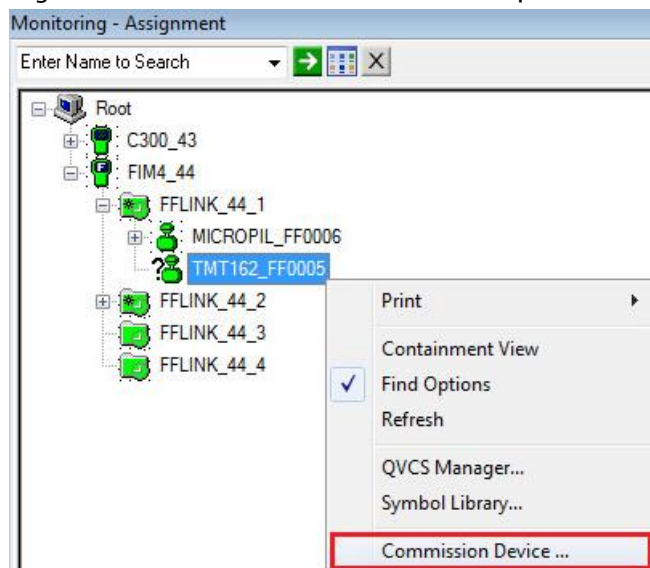 Monitoring - Assignment
Enter Name to Search
Root
C300_43
FIM4_44
FFLINK_44_1
MICROPIL_FF0006
TMT162_FF0005
FFLINK_44_2
FFLINK_44_3
FFLINK_44_4
Print
Containment View
Find Options
Refresh
QVCS Manager...
Symbol Library...
Commission Device ...